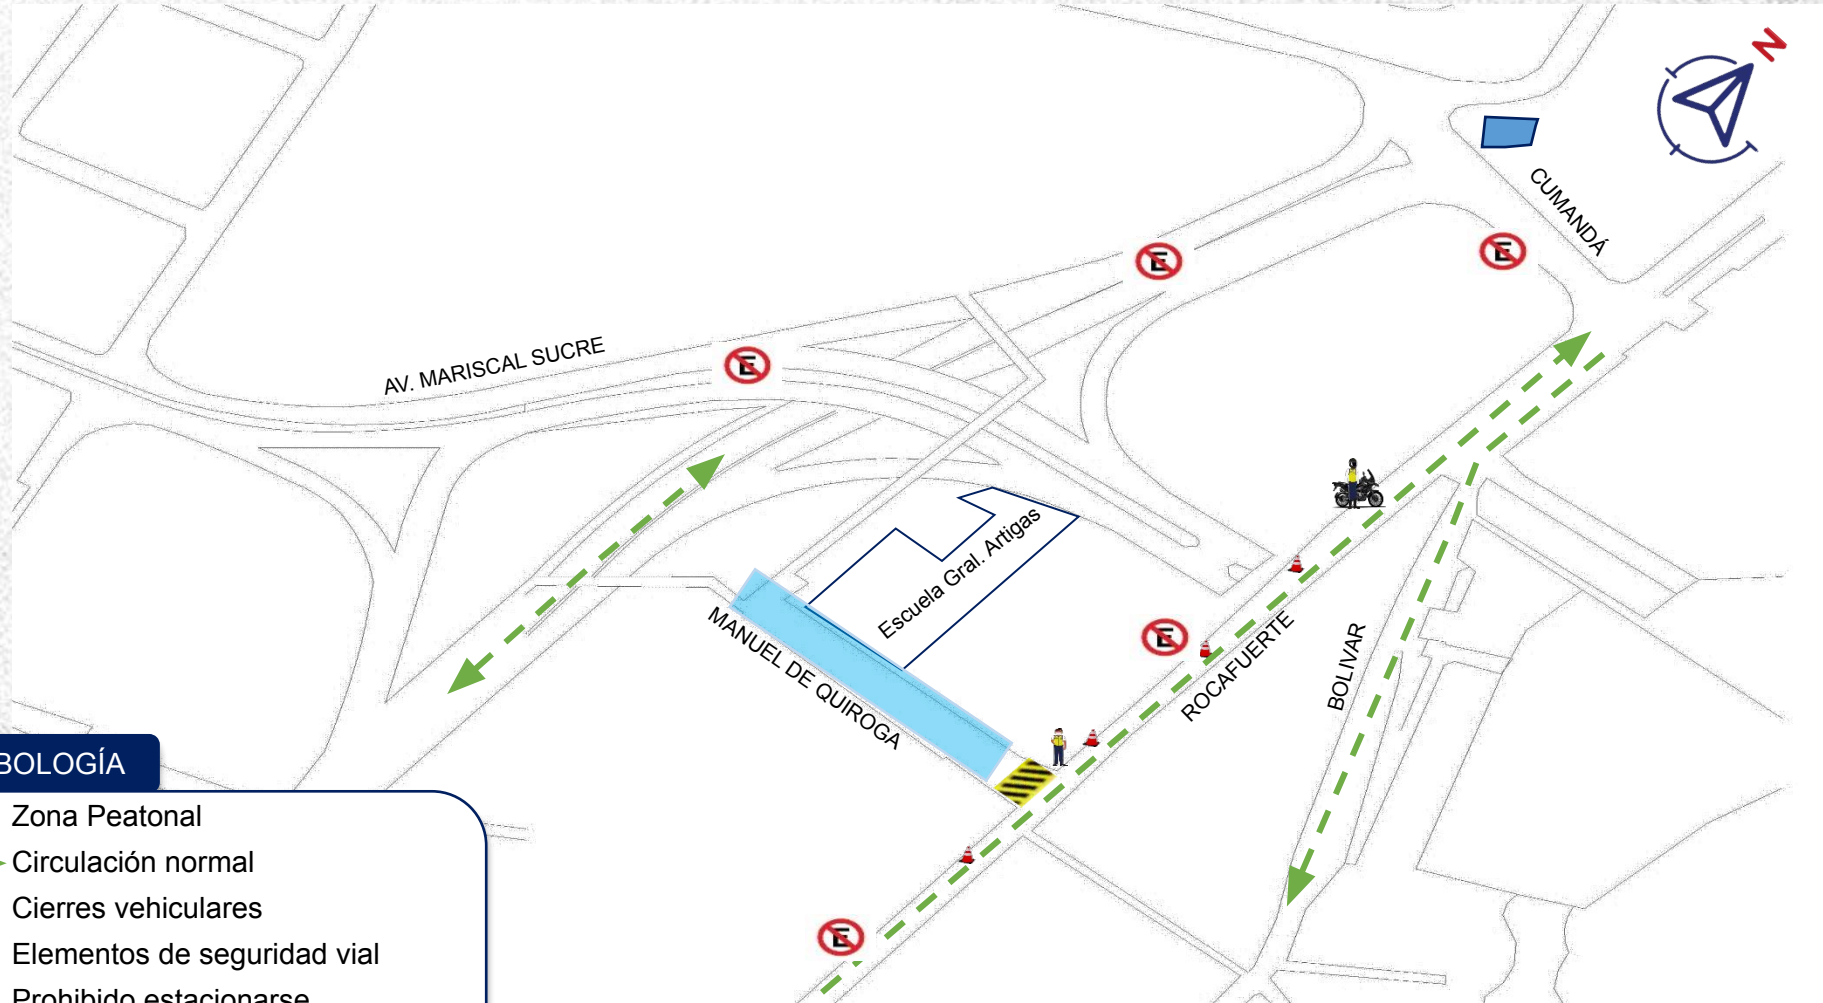 N
CUMANDÁ
E
E
AV. MARISCAL SUCRE
E
Escuela Gral. Artigas
MANUEL DE QUIROGA
E
ROCAFUERTE
BOLIVAR
E
BOLOGÍA
Zona Peatonal
Circulación normal
Cierres vehiculares
Elementos de seguridad vial
Prohibido estacionarse